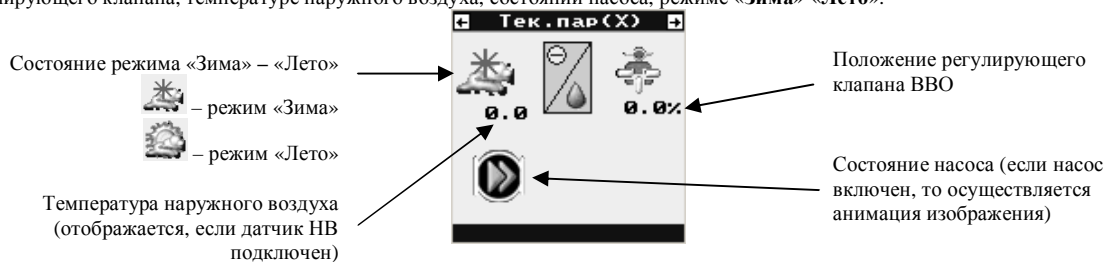 лирующего клапана, температуре наружного воздуха, состоянии насоса, режиме «Зима»-«Лето».
Тек.пар(X)
Состояние режима «Зима» – «Лето»
– режим «Зима»
– режим «Лето»
Температура наружного воздуха
(отображается, если датчик НВ
подключен)
0.0
0.0%
Положение регулирующего
клапана ВВО
Состояние насоса (если насос
включен, то осуществляется
анимация изображения)